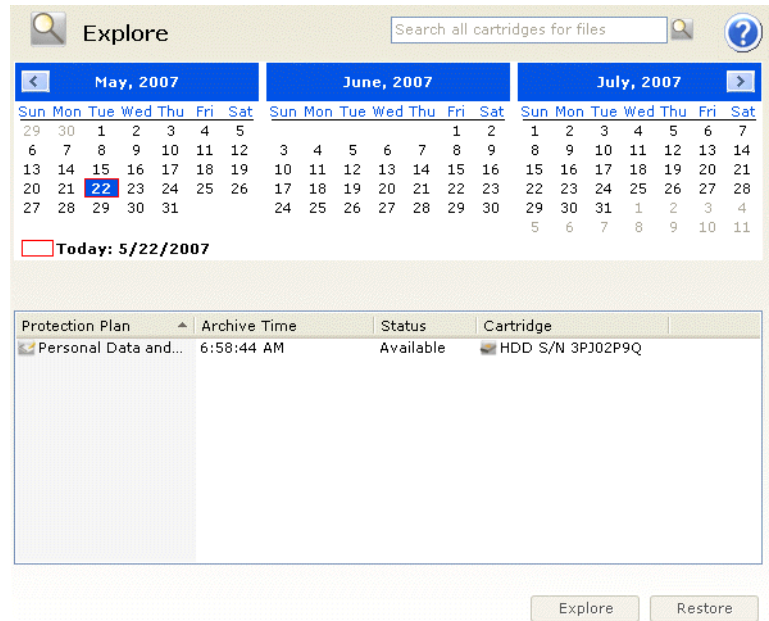 Explore
Search all cartridges for files
?
< May, 2007 June, 2007 July, 2007 >
Sun Mon Tue Wed Thu Fri Sat Sun Mon Tue Wed Thu Fri Sat Sun Mon Tue Wed Thu Fri Sat
29 30 1 2 3 4 5 1 2 1 2 3 4 5 6 7
6 7 8 9 10 11 12 3 4 5 6 7 8 9 8 9 10 11 12 13 14
13 14 15 16 17 18 19 10 11 12 13 14 15 16 15 16 17 18 19 20 21
20 21 22 23 24 25 26 17 18 19 20 21 22 23 22 23 24 25 26 27 28
27 28 29 30 31 24 25 26 27 28 29 30 29 30 31 1 2 3 4
5 6 7 8 9 10 11
Today: 5/22/2007
Protection Plan Archive Time Status Cartridge
Personal Data and... 6:58:44 AM Available HDD S/N 3PJ02P9Q
Explore Restore